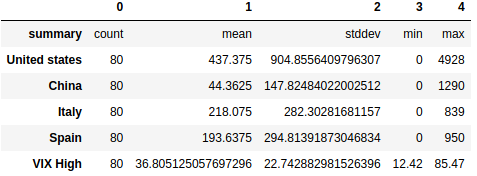 0 1 2 3 4
summary count mean stddev min max
United states 80 437.375 904.8556409796307 0 4928
China 80 44.3625 147.82484022002512 0 1290
Italy 80 218.075 282.30281681157 0 839
Spain 80 193.6375 294.81391873046834 0 950
VIX High 80 36.805125057697296 22.742882981526396 12.42 85.47